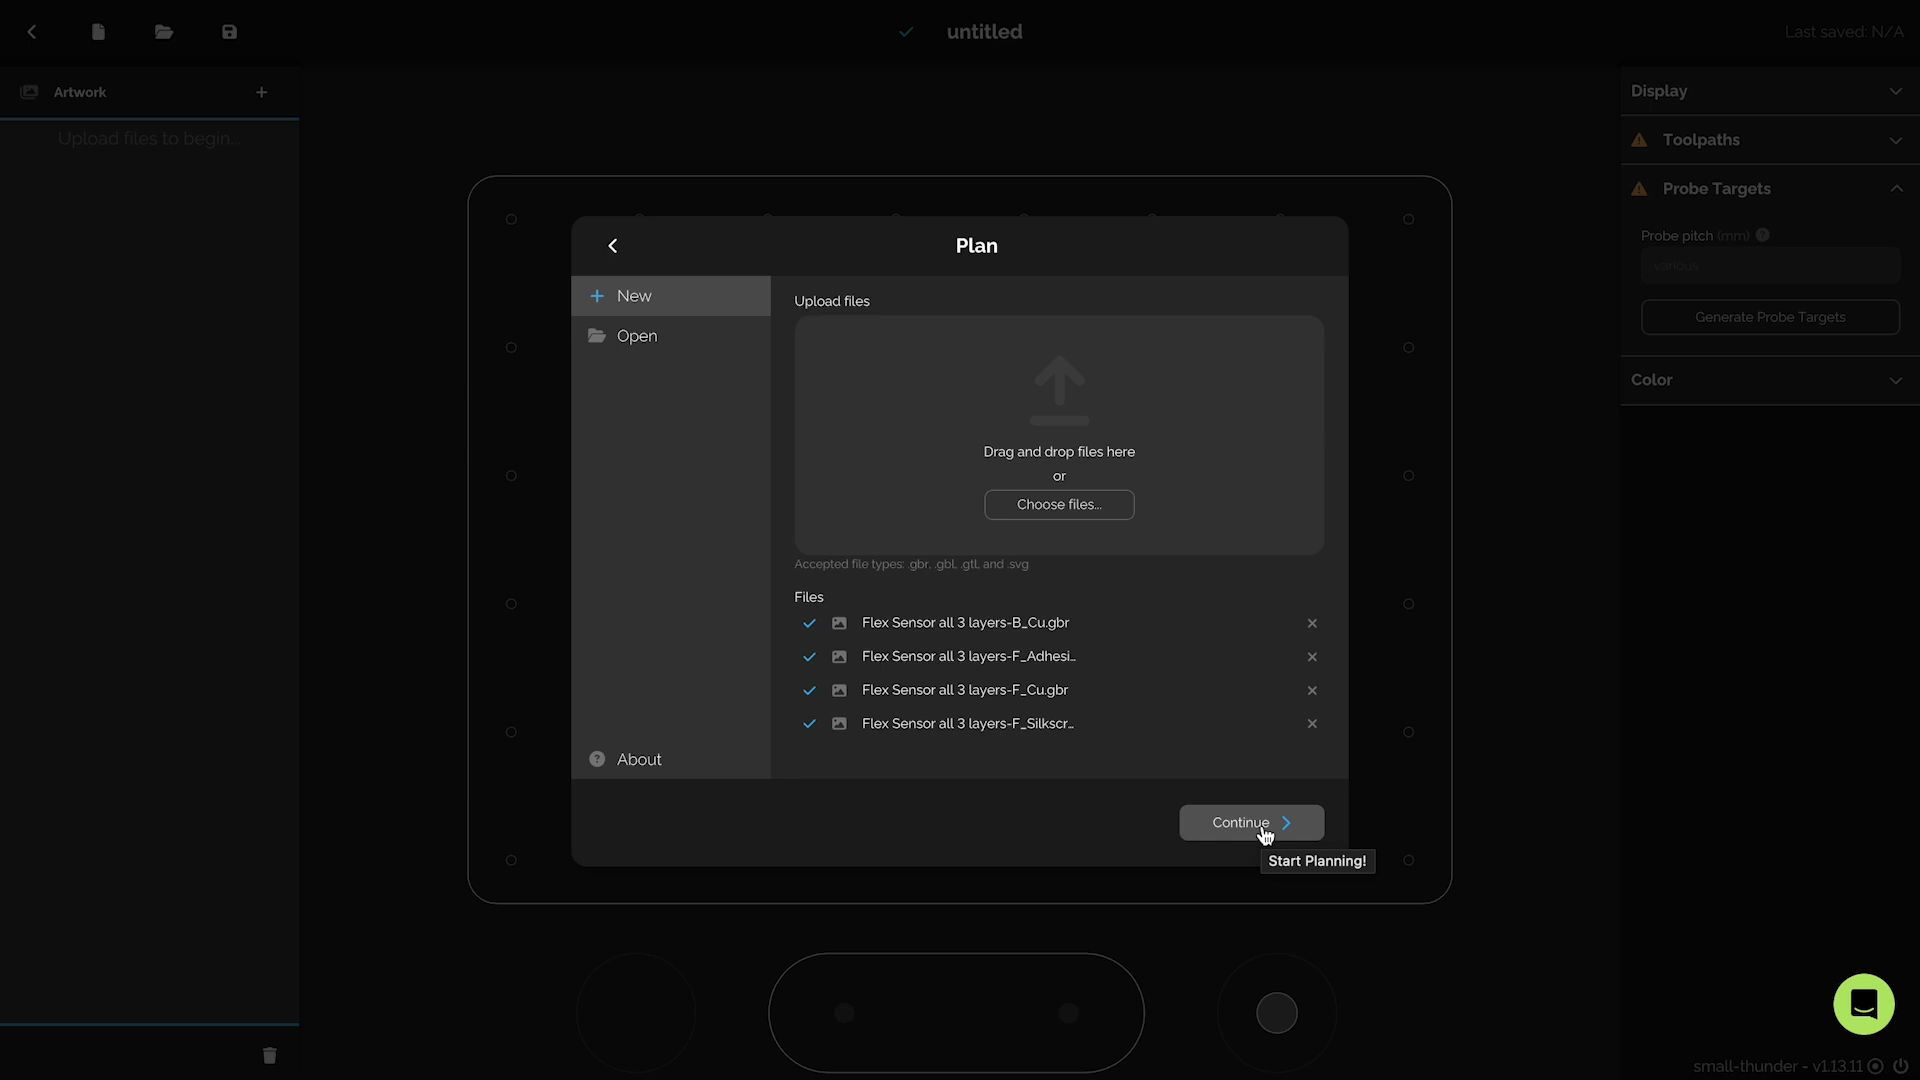 untitled
Last saved: N/A
Artwork
Upload files to begin...
Display
Toolpaths
Probe Targets
Probe pitch (mm)
various
Generate Probe Targets
Color
Plan
New
Open
About
Upload files
Drag and drop files here
or
Choose files...
Accepted file types: .gbr, .gbl, .gtl, and .svg
Files
Flex Sensor all 3 layers-B_Cu.gbr
Flex Sensor all 3 layers-F_Adhesi...
Flex Sensor all 3 layers-F_Cu.gbr
Flex Sensor all 3 layers-F_Silkscr...
Continue
Start Planning!
small-thunder - v1.13.11